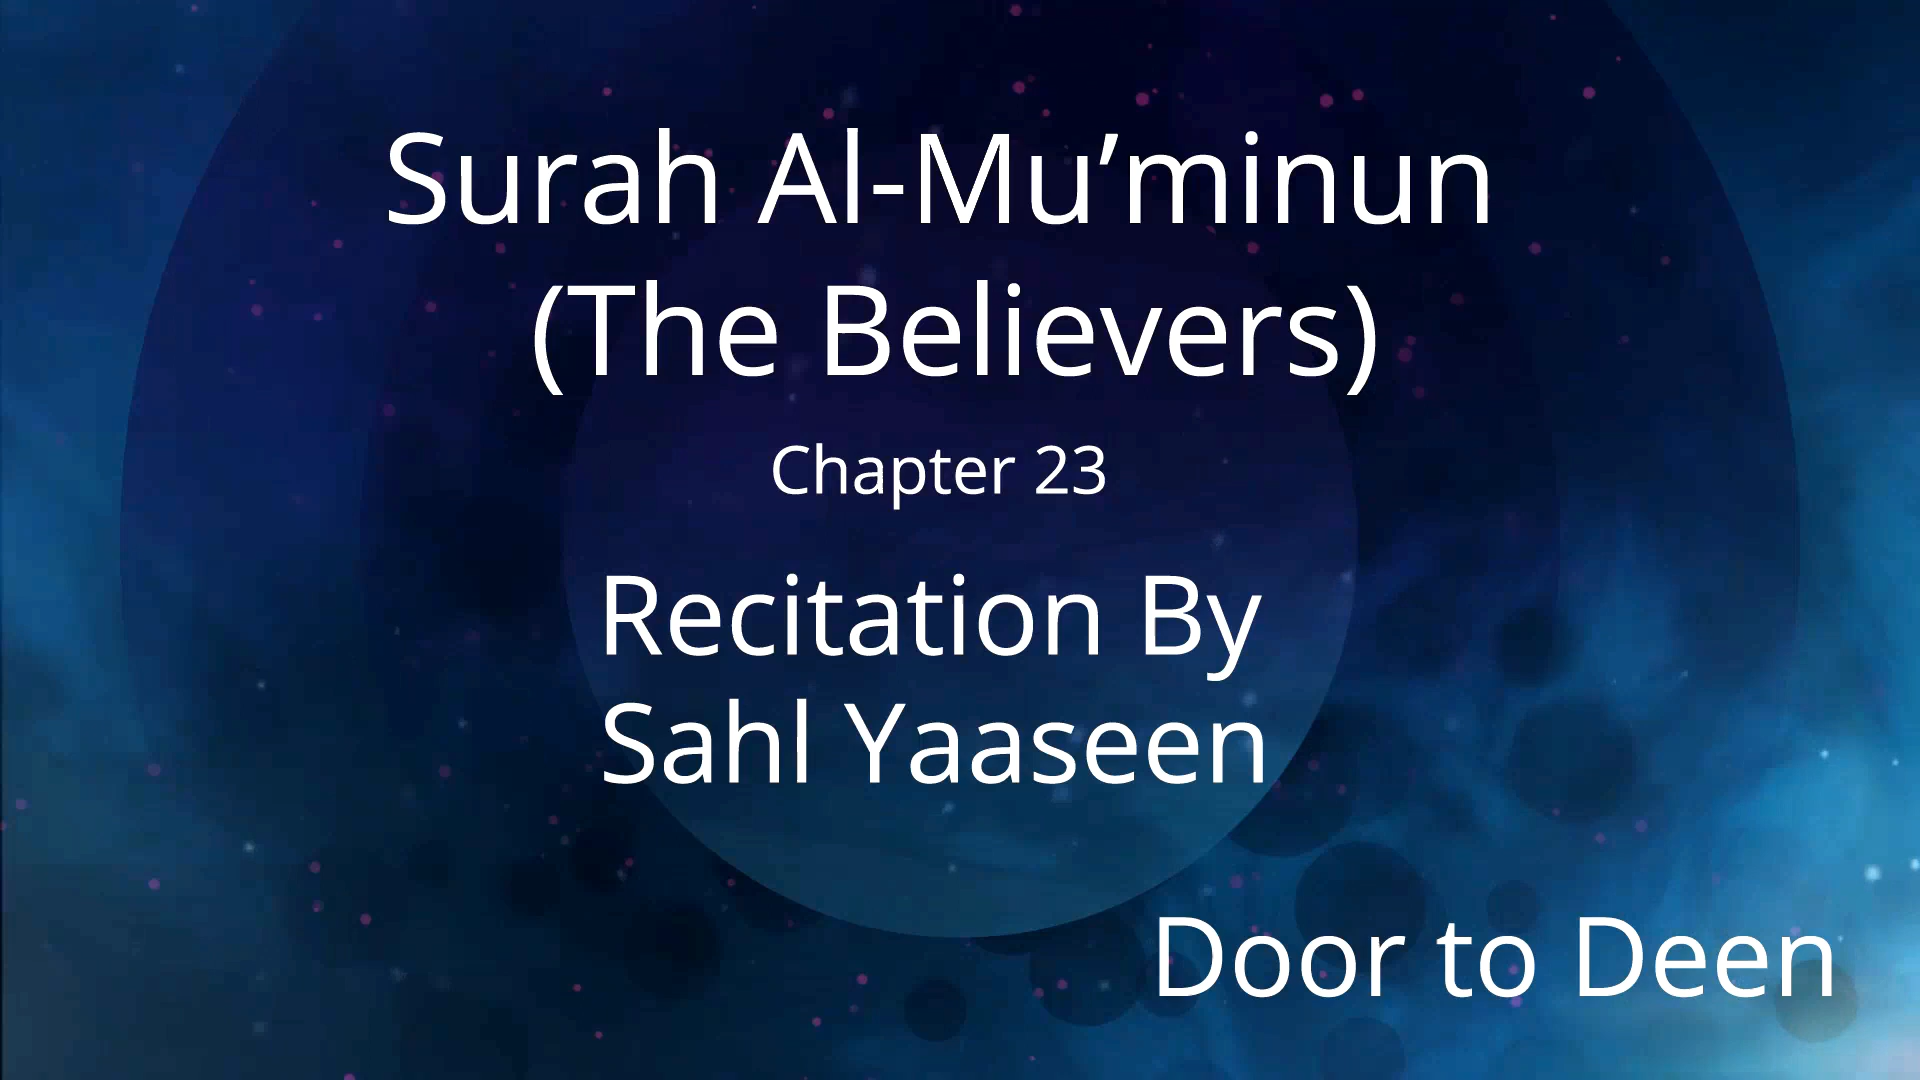 Surah Al-Mu’minun
(The Believers)
Chapter 23
Recitation By
Sahl Yaaseen
Door to Deen